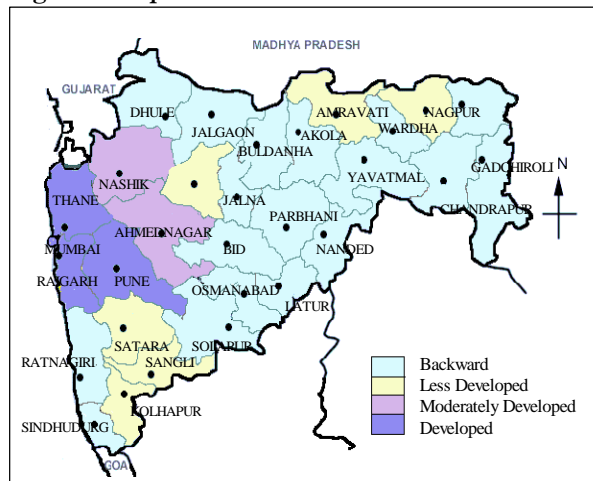 MADHYA PRADESH
GUJARAT
DHULE
JALGAON
BULDANHA
AKOLA
AMRAVATI
WARDHA
NAGPUR
GADCHIROLI
N
NASHIK
YAVATMAL
THANE
JALNA
CHANDRAPUR
PARBHANI
AHMEDNAGAR
MUMBAI
BID
NANDED
RAIGARH
PUNE
OSMANABAD
LATUR
SATARA
SOLAPUR
RATNAGIRI
SANGLI
KOLHAPUR
SINDHUDURG
GOA
Backward
Less Developed
Moderately Developed
Developed